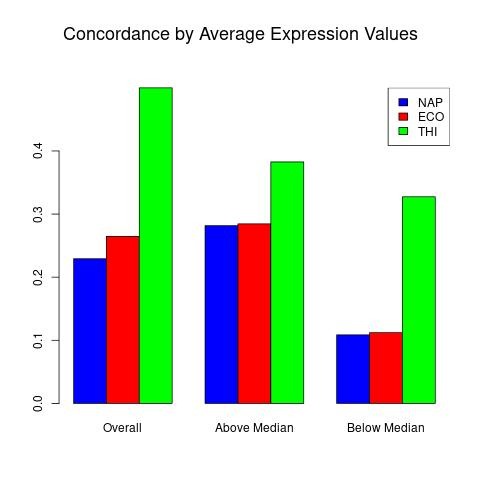 Concordance by Average Expression Values
NAP
ECO
THI
0.4
0.3
0.2
0.1
0.0
Overall
Above Median
Below Median